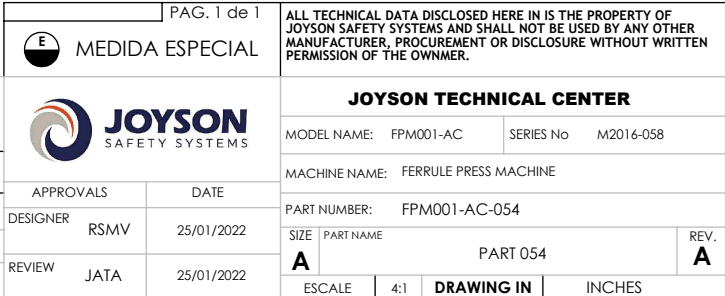 PAG. 1 de 1
E
MEDIDA ESPECIAL
ALL TECHNICAL DATA DISCLOSED HERE IN IS THE PROPERTY OF
JOYSON SAFETY SYSTEMS AND SHALL NOT BE USED BY ANY OTHER
MANUFACTURER, PROCUREMENT OR DISCLOSURE WITHOUT WRITTEN
PERMISSION OF THE OWNMER.
JOYSON
SAFETY SYSTEMS
JOYSON TECHNICAL CENTER
MODEL NAME: FPM001-AC SERIES No M2016-058
MACHINE NAME: FERRULE PRESS MACHINE
APPROVALS DATE
PART NUMBER: FPM001-AC-054
DESIGNER RSMV 25/01/2022
SIZE A PART NAME PART 054 REV. A
REVIEW JATA 25/01/2022
ESCALE 4:1 DRAWING IN INCHES